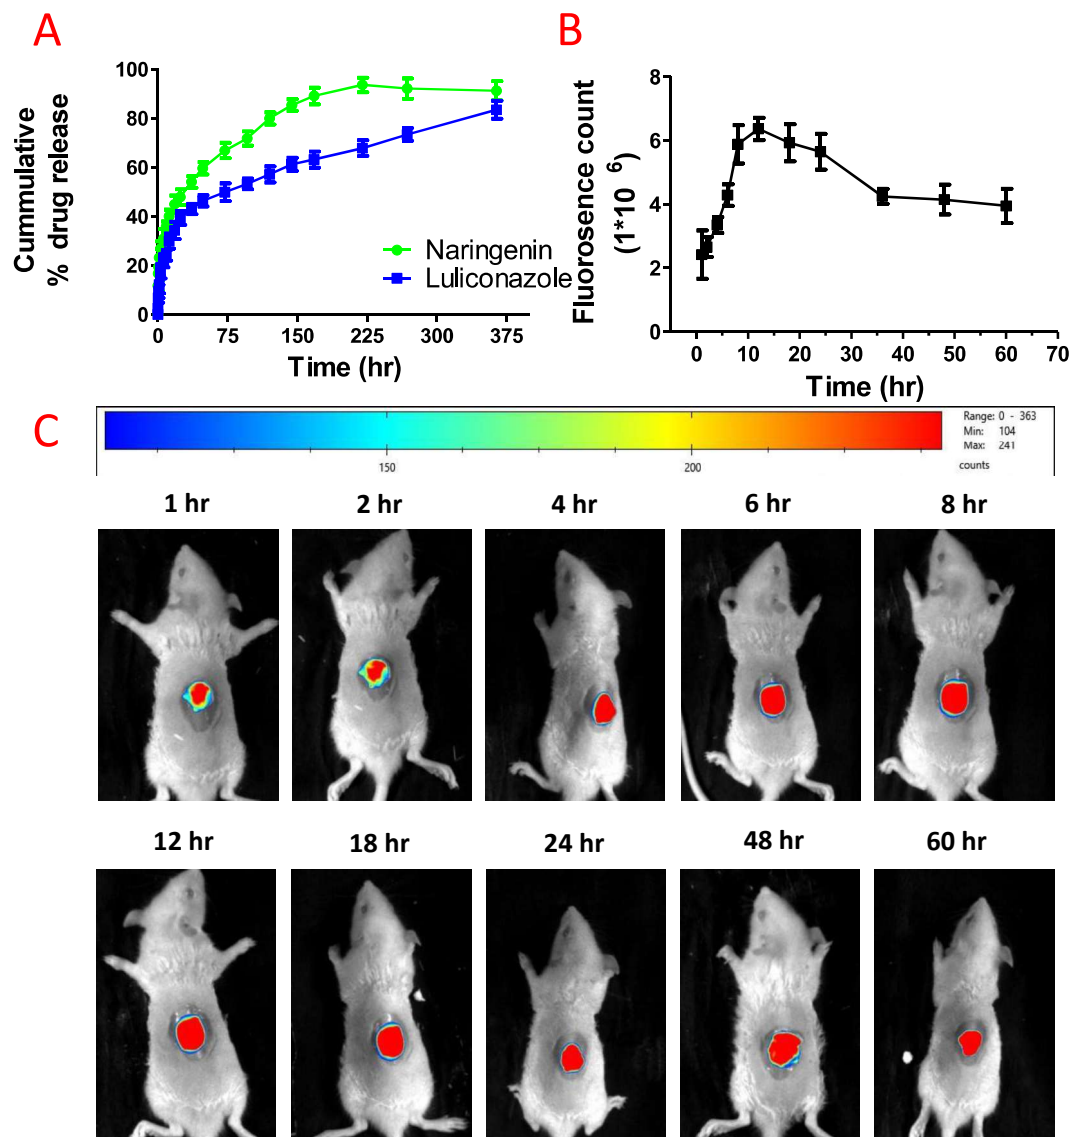 A
100
80
60
40
20
0
Cummulative
% drug release
Naringenin
Luliconazole
0 75 150 225 300 375
Time (hr)
B
8
6
4
2
0
Fluorosence count
(1*10 6)
0 10 20 30 40 50 60 70
Time (hr)
C
150 200
Range: 0 - 363
Min: 104
Max: 241
counts
1 hr 2 hr 4 hr 6 hr 8 hr
12 hr 18 hr 24 hr 48 hr 60 hr